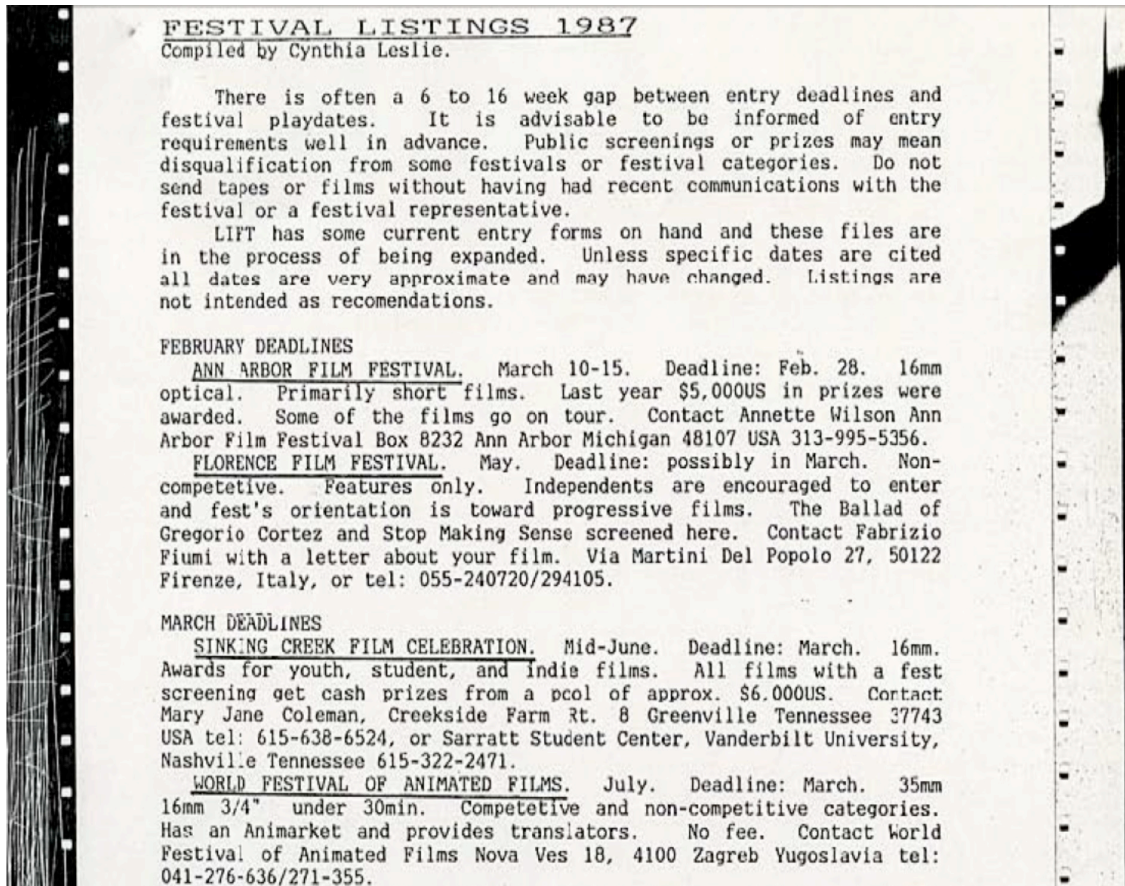 FESTIVAL LISTINGS 1987
Compiled by Cynthia Leslie.
There is often a 6 to 16 week gap between entry deadlines and
festival playdates. It is advisable to be informed of entry
requirements well in advance. Public screenings or prizes may mean
disqualification from some festivals or festival categories. Do not
send tapes or films without having had recent communications with the
festival or a festival representative.
LIFT has some current entry forms on hand and these files are
in the process of being expanded. Unless specific dates are cited
all dates are very approximate and may have changed. Listings are
not intended as recomendations.
FEBRUARY DEADLINES
ANN ARBOR FILM FESTIVAL. March 10-15. Deadline: Feb. 28. 16mm
optical. Primarily short films. Last year $5,000US in prizes were
awarded. Some of the films go on tour. Contact Annette Wilson Ann
Arbor Film Festival Box 8232 Ann Arbor Michigan 48107 USA 313-995-5356.
FLORENCE FILM FESTIVAL. May. Deadline: possibly in March. Non-
competetive. Features only. Independents are encouraged to enter
and fest's orientation is toward progressive films. The Ballad of
Gregorio Cortez and Stop Making Sense screened here. Contact Fabrizio
Fiumi with a letter about your film. Via Martini Del Popolo 27, 50122
Firenze, Italy, or tel: 055-240720/294105.
MARCH DEADLINES
SINKING CREEK FILM CELEBRATION. Mid-June. Deadline: March. 16mm.
Awards for youth, student, and indie films. All films with a fest
screening get cash prizes from a pool of approx. $6.000US. Contact
Mary Jane Coleman, Creekside Farm Rt. 8 Greenville Tennessee 37743
USA tel: 615-638-6524, or Sarratt Student Center, Vanderbilt University,
Nashville Tennessee 615-322-2471.
WORLD FESTIVAL OF ANIMATED FILMS. July. Deadline: March. 35mm
16mm 3/4" under 30min. Competetive and non-competitive categories.
Has an Animarket and provides translators. No fee. Contact World
Festival of Animated Films Nova Ves 18, 4100 Zagreb Yugoslavia tel:
041-276-636/271-355.